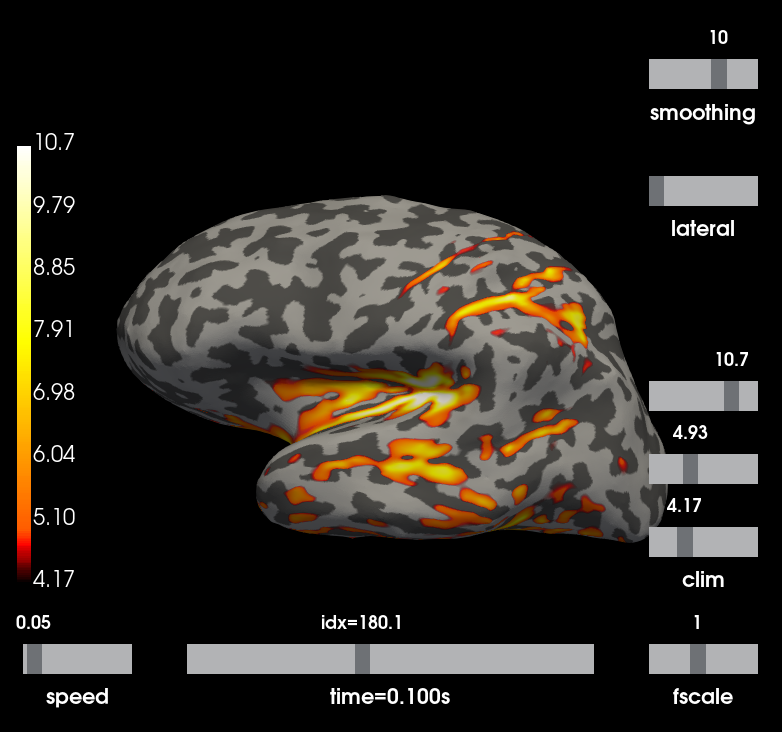 10
smoothing
lateral
10.7
9.79
8.85
7.91
6.98
6.04
5.10
4.17
10.7
4.93
4.17
clim
0.05
speed
idx=180.1
time=0.100s
1
fscale